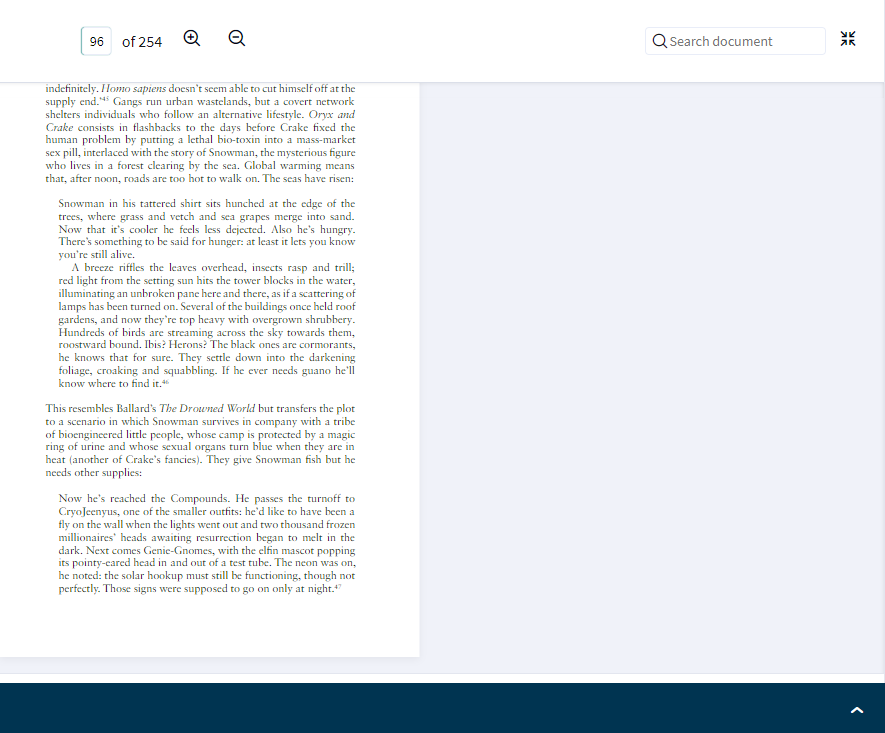 96 of 254 Search document
indefinitely. Homo sapiens doesn't seem able to cut himself off at the
supply end.'⁴⁵ Gangs run urban wastelands, but a covert network
shelters individuals who follow an alternative lifestyle. Oryx and
Crake consists in flashbacks to the days before Crake fixed the
human problem by putting a lethal bio-toxin into a mass-market
sex pill, interlaced with the story of Snowman, the mysterious figure
who lives in a forest clearing by the sea. Global warming means
that, after noon, roads are too hot to walk on. The seas have risen:
Snowman in his tattered shirt sits hunched at the edge of the
trees, where grass and vetch and sea grapes merge into sand.
Now that it's cooler he feels less dejected. Also he's hungry.
There's something to be said for hunger: at least it lets you know
you're still alive.
A breeze riffles the leaves overhead, insects rasp and trill;
red light from the setting sun hits the tower blocks in the water,
illuminating an unbroken pane here and there, as if a scattering of
lamps has been turned on. Several of the buildings once held roof
gardens, and now they're top heavy with overgrown shrubbery.
Hundreds of birds are streaming across the sky towards them,
roostward bound. Ibis? Herons? The black ones are cormorants,
he knows that for sure. They settle down into the darkening
foliage, croaking and squabbling. If he ever needs guano he'll
know where to find it.⁴⁶
This resembles Ballard's The Drowned World but transfers the plot
to a scenario in which Snowman survives in company with a tribe
of bioengineered little people, whose camp is protected by a magic
ring of urine and whose sexual organs turn blue when they are in
heat (another of Crake's fancies). They give Snowman fish but he
needs other supplies:
Now he's reached the Compounds. He passes the turnoff to
CryoJeenyus, one of the smaller outfits: he'd like to have been a
fly on the wall when the lights went out and two thousand frozen
millionaires' heads awaiting resurrection began to melt in the
dark. Next comes Genie-Gnomes, with the elfin mascot popping
its pointy-eared head in and out of a test tube. The neon was on,
he noted: the solar hookup must still be functioning, though not
perfectly. Those signs were supposed to go on only at night.⁴⁷